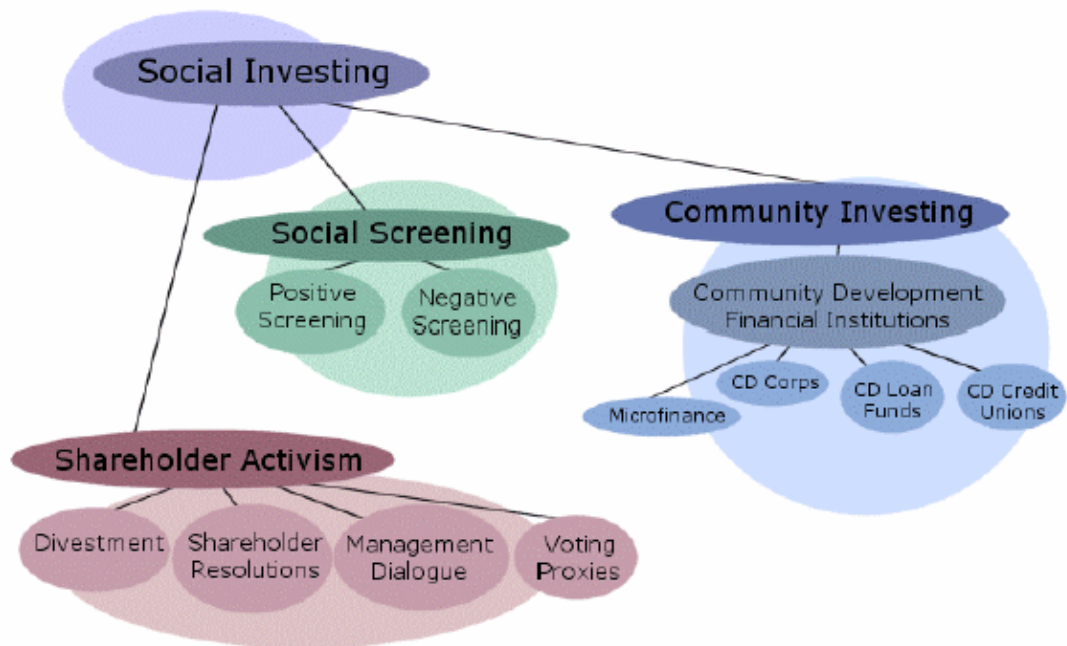 Social Investing
Social Screening
Positive
Screening
Negative
Screening
Community Investing
Community Development
Financial Institutions
Microfinance
CD Corps
CD Loan
Funds
CD Credit
Unions
Shareholder Activism
Divestment
Shareholder
Resolutions
Management
Dialogue
Voting
Proxies